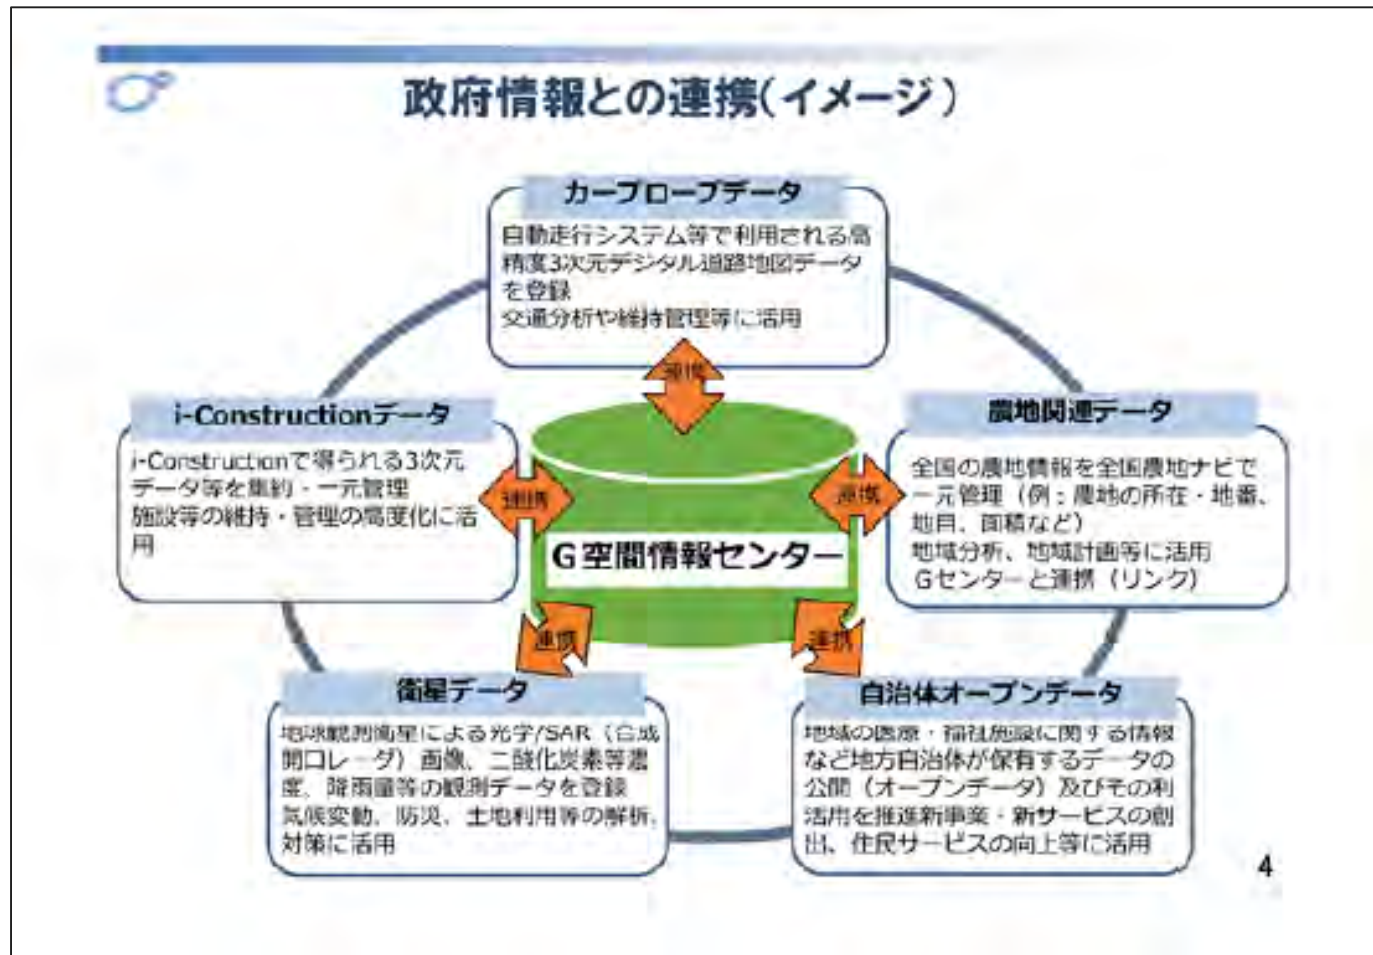 政府情報との連携(イメージ)
カープローブデータ
自動走行システム等で利用される高
精度3次元デジタル道路地図データ
を登録
交通分析や維持管理等に活用
連携
i-Constructionデータ
i-Constructionで得られる3次元
データ等を集約・一元管理
施設等の維持・管理の高度化に活
用
連携
G空間情報センター
連携
農地関連データ
全国の農地情報を全国農地ナビで
一元管理（例：農地の所在・地番、
地目、面積など）
地域分析、地域計画等に活用
Gセンターと連携（リンク）
連携
衛星データ
地球観測衛星による光学/SAR（合成
開口レーダ）画像、二酸化炭素等濃
度、降雨量等の観測データを登録
気候変動、防災、土地利用等の解析、
対策に活用
連携
自治体オープンデータ
地域の医療・福祉施設に関する情報
など地方自治体が保有するデータの
公開（オープンデータ）及びその利
活用を推進新事業・新サービスの創
出、住民サービスの向上等に活用
4